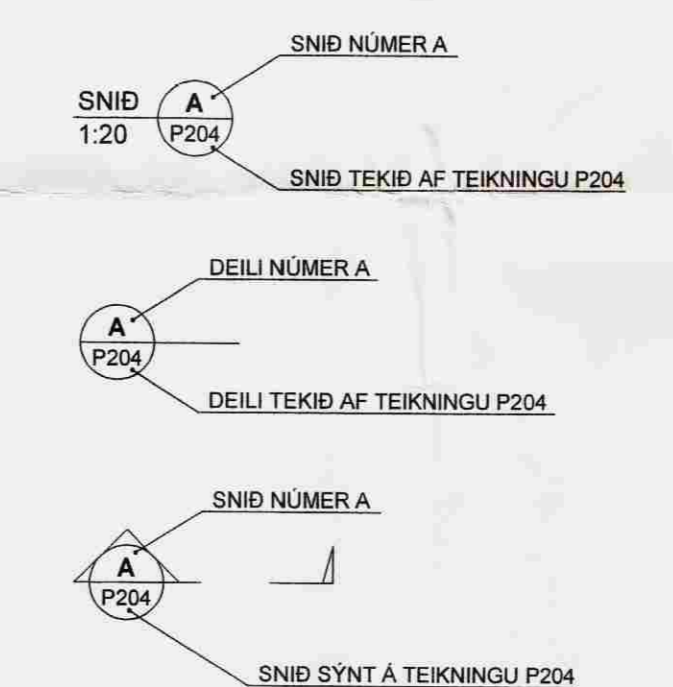 SNIÐ NÚMER A
SNIÐ
1:20
A
P204
SNIÐ TEKIÐ AF TEIKNINGU P204
DEILI NÚMER A
A
P204
DEILI TEKIÐ AF TEIKNINGU P204
SNIÐ NÚMER A
A
P204
SNIÐ SÝNT Á TEIKNINGU P204